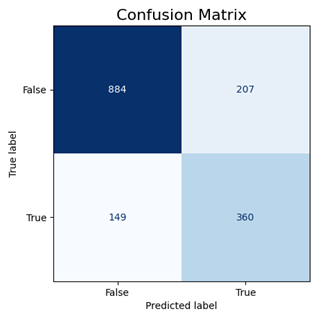 Confusion Matrix
True label
False
884
207
True
149
360
False
True
Predicted label